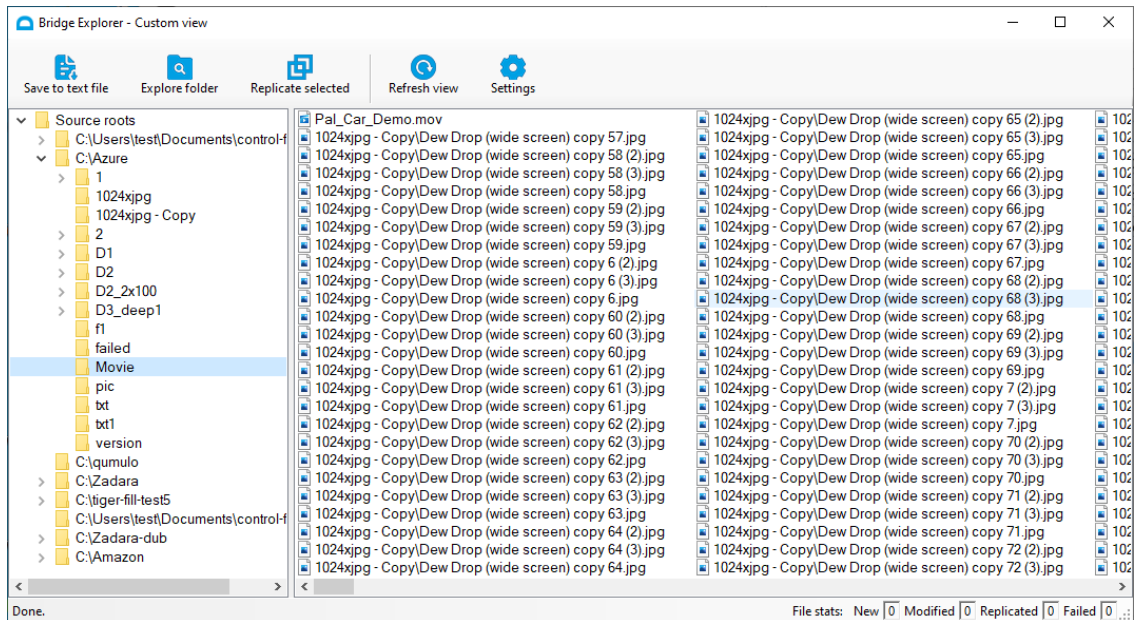 Bridge Explorer - Custom view
Save to text file
Explore folder
Replicate selected
Refresh view
Settings
Source roots
C:\Users\test\Documents\control-f
C:\Azure
1
1024xjpg
1024xjpg - Copy
2
D1
D2
D2_2x100
D3_deep1
f1
failed
Movie
pic
txt
txt1
version
C:\qumulo
C:\Zadara
C:\tiger-fill-test5
C:\Users\test\Documents\control-f
C:\Zadara-dub
C:\Amazon
Pal_Car_Demo.mov
1024xjpg - Copy\Dew Drop (wide screen) copy 57.jpg
1024xjpg - Copy\Dew Drop (wide screen) copy 58 (2).jpg
1024xjpg - Copy\Dew Drop (wide screen) copy 58 (3).jpg
1024xjpg - Copy\Dew Drop (wide screen) copy 58.jpg
1024xjpg - Copy\Dew Drop (wide screen) copy 59 (2).jpg
1024xjpg - Copy\Dew Drop (wide screen) copy 59 (3).jpg
1024xjpg - Copy\Dew Drop (wide screen) copy 59.jpg
1024xjpg - Copy\Dew Drop (wide screen) copy 6 (2).jpg
1024xjpg - Copy\Dew Drop (wide screen) copy 6 (3).jpg
1024xjpg - Copy\Dew Drop (wide screen) copy 6.jpg
1024xjpg - Copy\Dew Drop (wide screen) copy 60 (2).jpg
1024xjpg - Copy\Dew Drop (wide screen) copy 60 (3).jpg
1024xjpg - Copy\Dew Drop (wide screen) copy 60.jpg
1024xjpg - Copy\Dew Drop (wide screen) copy 61 (2).jpg
1024xjpg - Copy\Dew Drop (wide screen) copy 61 (3).jpg
1024xjpg - Copy\Dew Drop (wide screen) copy 61.jpg
1024xjpg - Copy\Dew Drop (wide screen) copy 62 (2).jpg
1024xjpg - Copy\Dew Drop (wide screen) copy 62 (3).jpg
1024xjpg - Copy\Dew Drop (wide screen) copy 62.jpg
1024xjpg - Copy\Dew Drop (wide screen) copy 63 (2).jpg
1024xjpg - Copy\Dew Drop (wide screen) copy 63 (3).jpg
1024xjpg - Copy\Dew Drop (wide screen) copy 63.jpg
1024xjpg - Copy\Dew Drop (wide screen) copy 64 (2).jpg
1024xjpg - Copy\Dew Drop (wide screen) copy 64 (3).jpg
1024xjpg - Copy\Dew Drop (wide screen) copy 64.jpg
1024xjpg - Copy\Dew Drop (wide screen) copy 65 (2).jpg
1024xjpg - Copy\Dew Drop (wide screen) copy 65 (3).jpg
1024xjpg - Copy\Dew Drop (wide screen) copy 65.jpg
1024xjpg - Copy\Dew Drop (wide screen) copy 66 (2).jpg
1024xjpg - Copy\Dew Drop (wide screen) copy 66 (3).jpg
1024xjpg - Copy\Dew Drop (wide screen) copy 66.jpg
1024xjpg - Copy\Dew Drop (wide screen) copy 67 (2).jpg
1024xjpg - Copy\Dew Drop (wide screen) copy 67 (3).jpg
1024xjpg - Copy\Dew Drop (wide screen) copy 67.jpg
1024xjpg - Copy\Dew Drop (wide screen) copy 68 (2).jpg
1024xjpg - Copy\Dew Drop (wide screen) copy 68 (3).jpg
1024xjpg - Copy\Dew Drop (wide screen) copy 68.jpg
1024xjpg - Copy\Dew Drop (wide screen) copy 69 (2).jpg
1024xjpg - Copy\Dew Drop (wide screen) copy 69 (3).jpg
1024xjpg - Copy\Dew Drop (wide screen) copy 69.jpg
1024xjpg - Copy\Dew Drop (wide screen) copy 7 (2).jpg
1024xjpg - Copy\Dew Drop (wide screen) copy 7 (3).jpg
1024xjpg - Copy\Dew Drop (wide screen) copy 7.jpg
1024xjpg - Copy\Dew Drop (wide screen) copy 70 (2).jpg
1024xjpg - Copy\Dew Drop (wide screen) copy 70 (3).jpg
1024xjpg - Copy\Dew Drop (wide screen) copy 70.jpg
1024xjpg - Copy\Dew Drop (wide screen) copy 71 (2).jpg
1024xjpg - Copy\Dew Drop (wide screen) copy 71 (3).jpg
1024xjpg - Copy\Dew Drop (wide screen) copy 71.jpg
1024xjpg - Copy\Dew Drop (wide screen) copy 72 (2).jpg
1024xjpg - Copy\Dew Drop (wide screen) copy 72 (3).jpg
Done.
File stats: New 0 Modified 0 Replicated 0 Failed 0